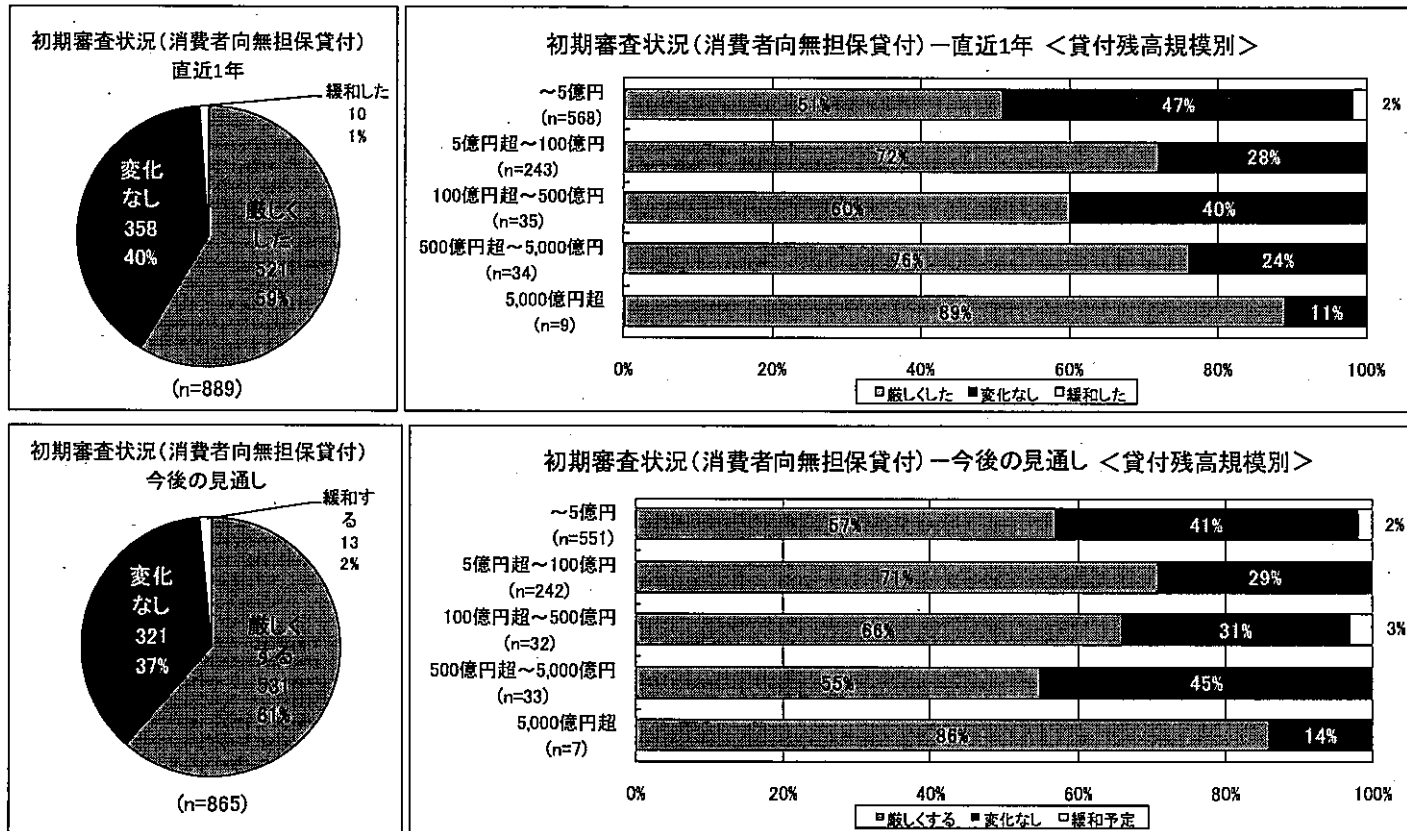 初期審査状況(消費者向無担保貸付)
直近1年
緩和した
10
1%
変化
なし
358
40%
厳しく
した
521
59%
(n=889)
初期審査状況(消費者向無担保貸付)－直近1年 ＜貸付残高規模別＞
～5億円
(n=568)
51%
47%
2%
5億円超～100億円
(n=243)
72%
28%
100億円超～500億円
(n=35)
60%
40%
500億円超～5,000億円
(n=34)
76%
24%
5,000億円超
(n=9)
89%
11%
0% 20% 40% 60% 80% 100%
厳しくした 変化なし 緩和した
初期審査状況(消費者向無担保貸付)
今後の見通し
緩和す
る
13
2%
変化
なし
321
37%
厳しく
する
531
61%
(n=865)
初期審査状況(消費者向無担保貸付)－今後の見通し ＜貸付残高規模別＞
～5億円
(n=551)
57%
41%
2%
5億円超～100億円
(n=242)
71%
29%
100億円超～500億円
(n=32)
66%
31%
3%
500億円超～5,000億円
(n=33)
55%
45%
5,000億円超
(n=7)
86%
14%
0% 20% 40% 60% 80% 100%
厳しくする 変化なし 緩和予定